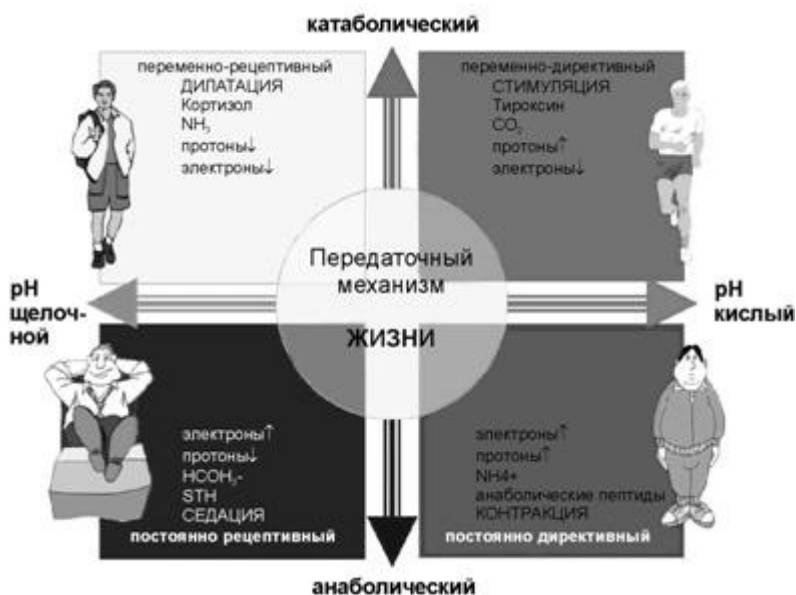 катаболический
переменно-рецептивный
ДИЛАТАЦИЯ
Кортизол
NH₃
протоны↓
электроны↓
переменно-директивный
СТИМУЛЯЦИЯ
Тироксин
CO₂
протоны↑
электроны↓
Передаточный
механизм
ЖИЗНИ
pH
щелоч-
ной
pH
кислый
электроны↑
протоны↓
HCOH₃-
STH
СЕДАЦИЯ
постоянно рецептивный
электроны↑
протоны↑
NH4+
анаболические пептиды
КОНТРАКЦИЯ
постоянно директивный
анаболический